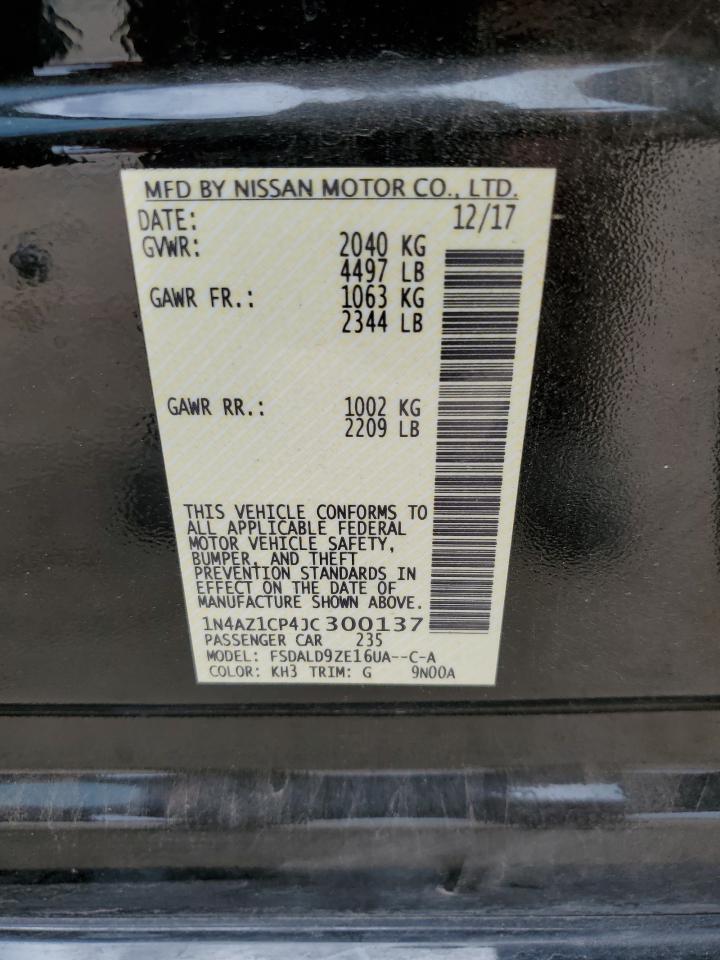 MFD BY NISSAN MOTOR CO., LTD.
DATE: 12/17
GVWR: 2040 KG
4497 LB
GAWR FR.: 1063 KG
2344 LB
GAWR RR.: 1002 KG
2209 LB
THIS VEHICLE CONFORMS TO
ALL APPLICABLE FEDERAL
MOTOR VEHICLE SAFETY,
BUMPER, AND THEFT
PREVENTION STANDARDS IN
EFFECT ON THE DATE OF
MANUFACTURE SHOWN ABOVE.
1N4AZ1CP4JC300137
PASSENGER CAR 235
MODEL: FSDALD9ZE16UA--C-A
COLOR: KH3 TRIM: G 9N00A